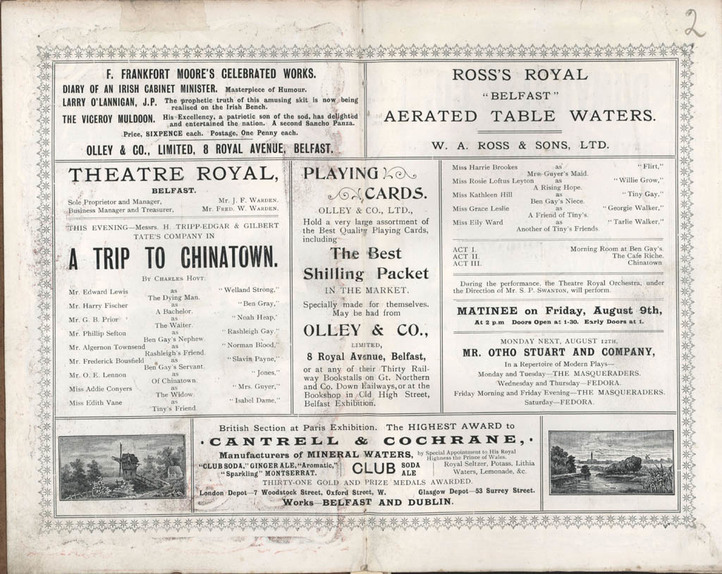 2
F. FRANKFORT MOORE'S CELEBRATED WORKS.
DIARY OF AN IRISH CABINET MINISTER. Masterpiece of Humour.
LARRY O'LANNIGAN, J.P. The prophetic truth of this amusing skit is now being
realised on the Irish Bench.
THE VICEROY MULDOON. His Excellency, a patriotic son of the sod, has delighted
and entertained the nation. A second Sancho Panza.
Price, SIXPENCE each. Postage, One Penny each.
OLLEY & CO., LIMITED, 8 ROYAL AVENUE, BELFAST.
ROSS'S ROYAL
"BELFAST"
AERATED TABLE WATERS.
W. A. ROSS & SONS, LTD.
THEATRE ROYAL,
BELFAST.
Sole Proprietor and Manager, Mr. J. F. WARDEN.
Business Manager and Treasurer, Mr. FRED. W. WARDEN.
THIS EVENING—Messrs. H. TRIPP-EDGAR & GILBERT
TATE'S COMPANY IN
A TRIP TO CHINATOWN.
BY CHARLES HOYT.
Mr. Edward Lewis as "Welland Strong,"
The Dying Man.
Mr. Harry Fischer as "Ben Gray,"
A Bachelor.
Mr. G. B. Prior as "Noah Heap,"
The Waiter.
Mr. Phillip Sefton as Rashleigh Gay
Ben Gay's Nephew.
Mr. Algernon Townsend as "Norman Blood,"
Rashleigh's Friend.
Mr. Frederick Bousfield as "Slavin Payne,"
Ben Gay's Servant.
Mr. O. E. Lennon as "Jones,"
Of Chinatown.
Miss Addie Conyers as "Mrs. Guyer,"
The Widow.
Miss Edith Vane as "Isabel Dame,"
Tiny's Friend.
PLAYING
CARDS.
OLLEY & CO., LTD.,
Hold a very large assortment of
the Best Quality Playing Cards,
including
The Best
Shilling Packet
IN THE MARKET.
Specially made for themselves.
May be had from
OLLEY & CO.,
LIMITED,
8 Royal Avenue, Belfast,
or at any of their Thirty Rail-
way Bookstalls on Gt. Northern
and Co. Down Railways, or at the
Bookshop in Old High Street,
Belfast Exhibition.
Miss Harrie Brookes as "Flirt,"
Mrs. Guyer's Maid.
Miss Rosie Loftus Leyton as "Willie Grow,"
A Rising Hope.
Miss Kathleen Hill as "Tiny Gay,"
Ben Gay's Niece.
Miss Grace Leslie as "Georgie Walker,"
A Friend of Tiny's.
Miss Eily Ward as "Tarlie Walker,"
Another of Tiny's Friends.
ACT I. Morning Room at Ben Gay's.
ACT II. The Cafe Riche.
ACT III. Chinatown
During the performance, the Theatre Royal Orchestra, under
the Direction of Mr. S. P. SWANTON, will perform
MATINEE on Friday, August 9th,
At 2 p.m Doors Open at 1-30. Early Doors at 1.
MONDAY NEXT, AUGUST 12TH,
MR. OTHO STUART AND COMPANY,
In a Repertoire of Modern Plays—
Monday and Tuesday—THE MASQUERADERS.
Wednesday and Thursday—FEDORA.
Friday Morning and Friday Evening—THE MASQUERADERS.
Saturday—FEDORA.
British Section at Paris Exhibition. The HIGHEST AWARD to
CANTRELL & COCHRANE,
Manufacturers of MINERAL WATERS, by Special Appointment to His Royal
Highness the Prince of Wales.
"CLUB SODA," GINGER ALE, "Aromatic,"
"Sparkling" MONTSERRAT.
CLUB SODA
ALE
Royal Seltzer, Potass, Lithia
Waters, Lemonade, &c.
THIRTY-ONE GOLD AND PRIZE MEDALS AWARDED.
London Depot—7 Woodstock Street, Oxford Street, W. Glasgow Depot—53 Surrey Street.
Works—BELFAST AND DUBLIN.